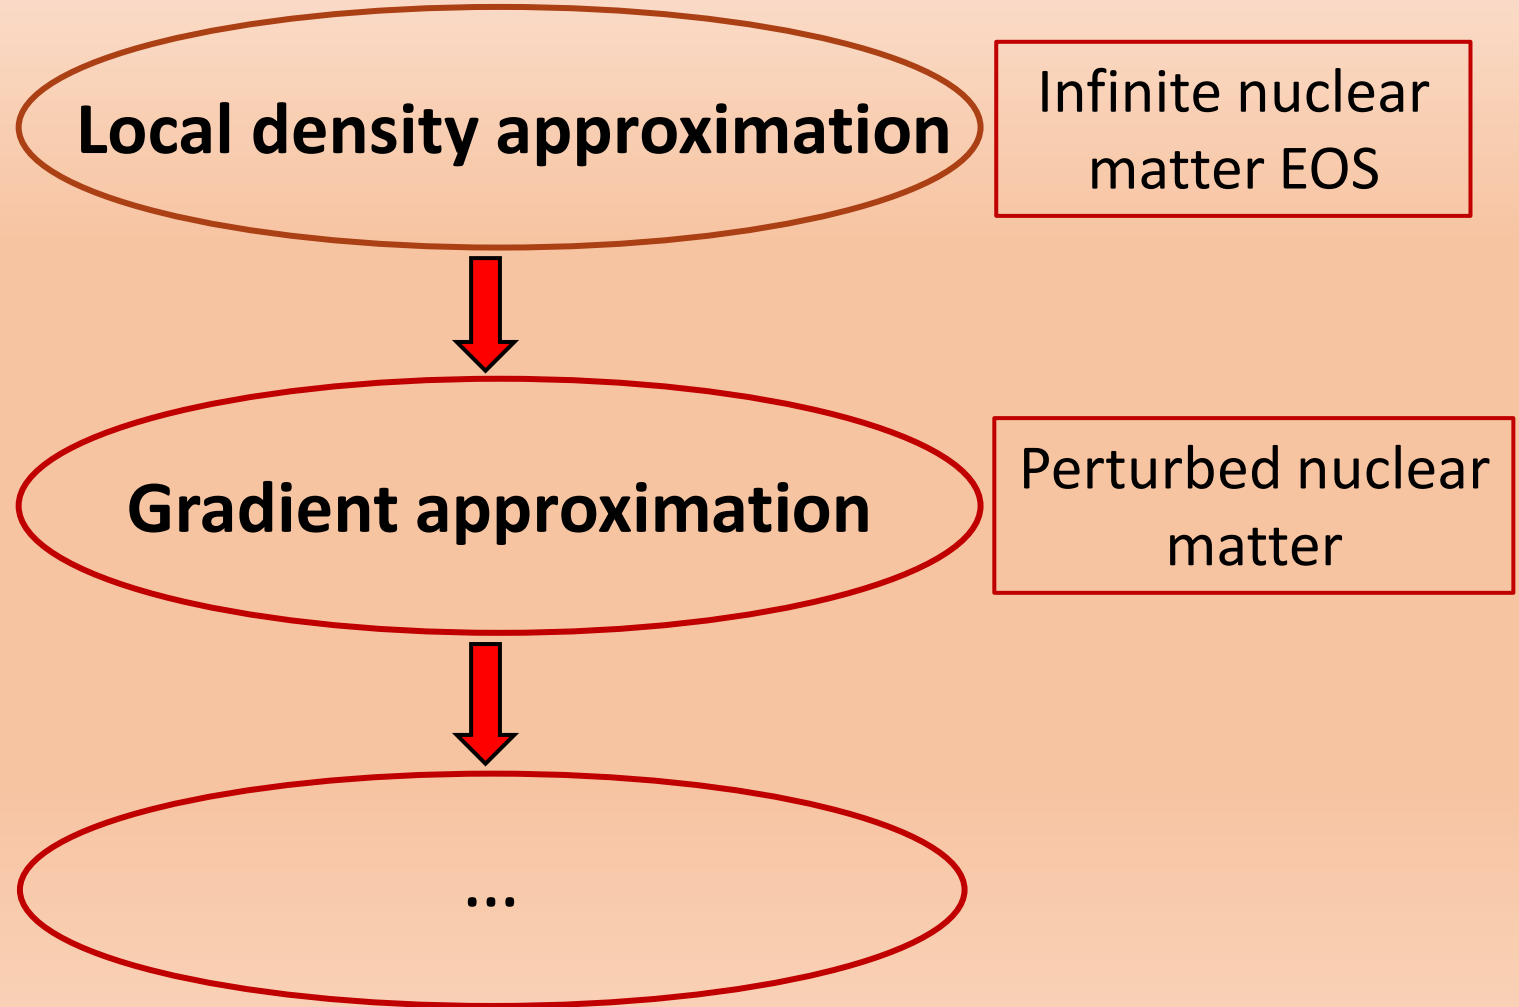 Local density approximation
Infinite nuclear
matter EOS
Gradient approximation
Perturbed nuclear
matter
...